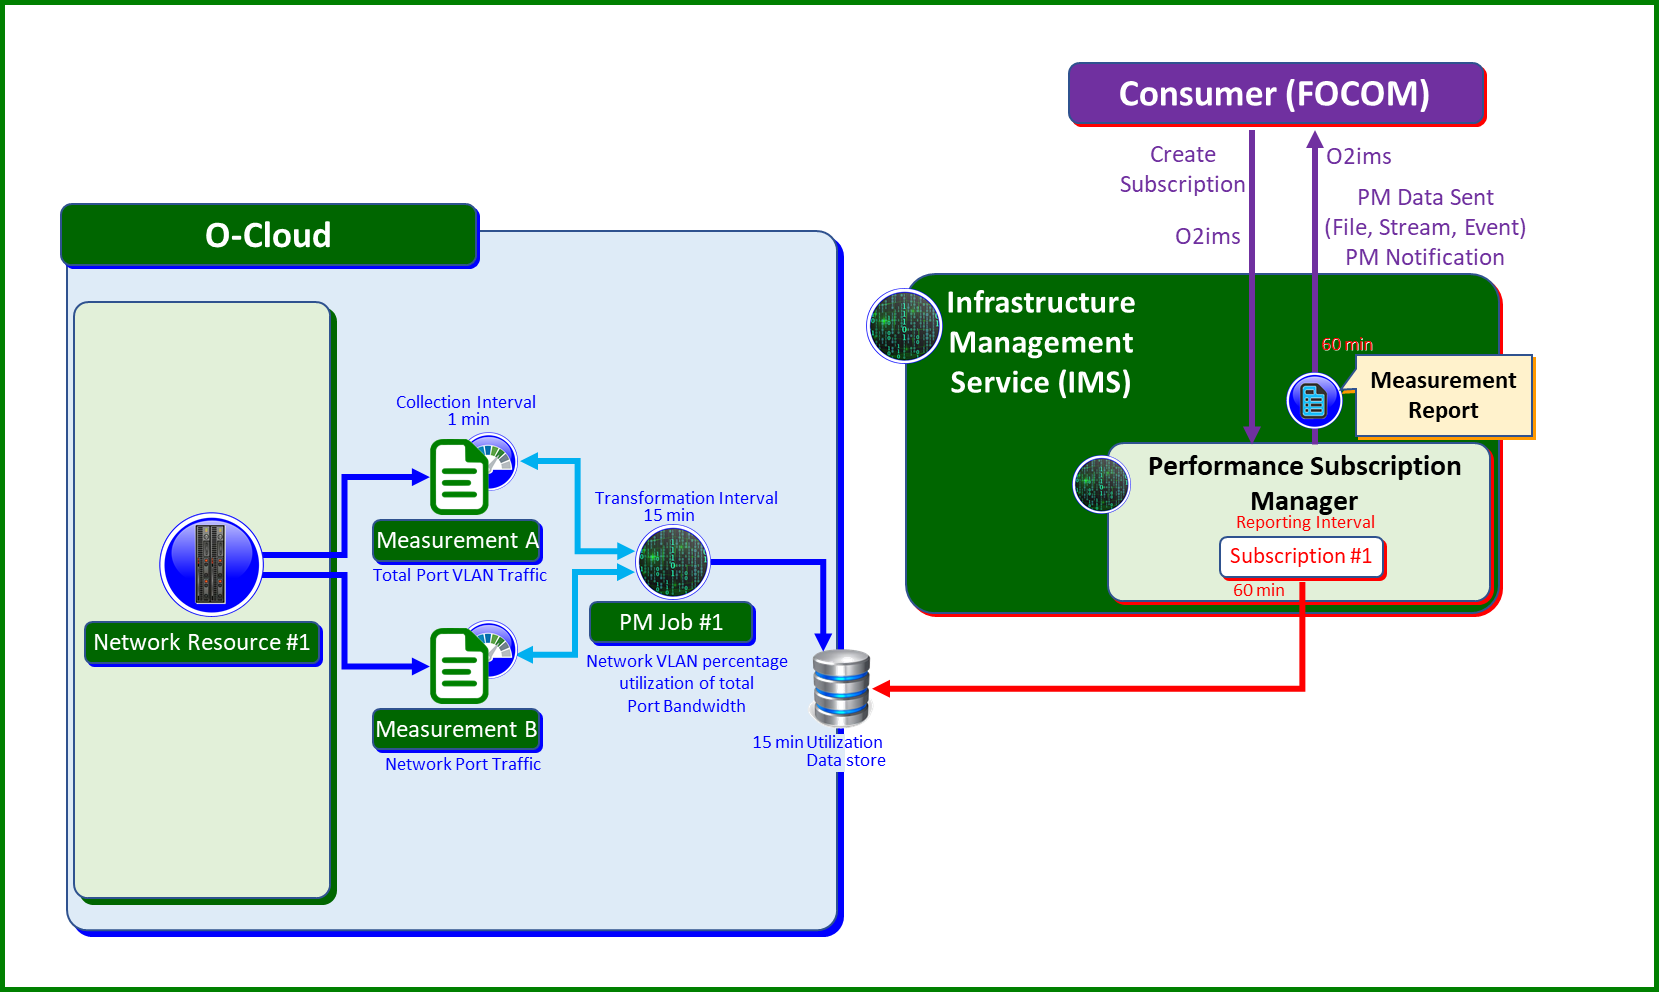 Consumer (FOCOM)
Create
Subscription
O2ims
O2ims
PM Data Sent
(File, Stream, Event)
PM Notification
O-Cloud
Infrastructure
Management
Service (IMS)
60 min
Measurement
Report
Collection Interval
1 min
Measurement A
Total Port VLAN Traffic
Transformation Interval
15 min
PM Job #1
Network VLAN percentage
utilization of total
Port Bandwidth
Network Resource #1
Measurement B
Network Port Traffic
15 min Utilization
Data store
Performance Subscription
Manager
Reporting Interval
Subscription #1
60 min